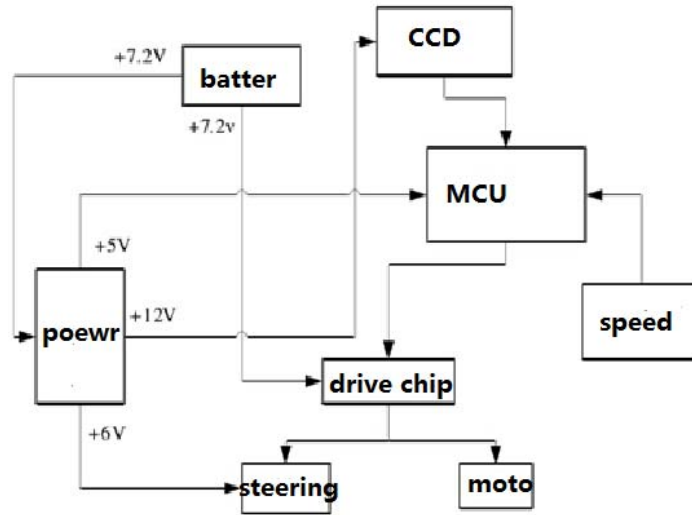 CCD
+7.2V
batter
+7.2v
MCU
+5V
poewr
+12V
speed
drive chip
+6V
steering
moto